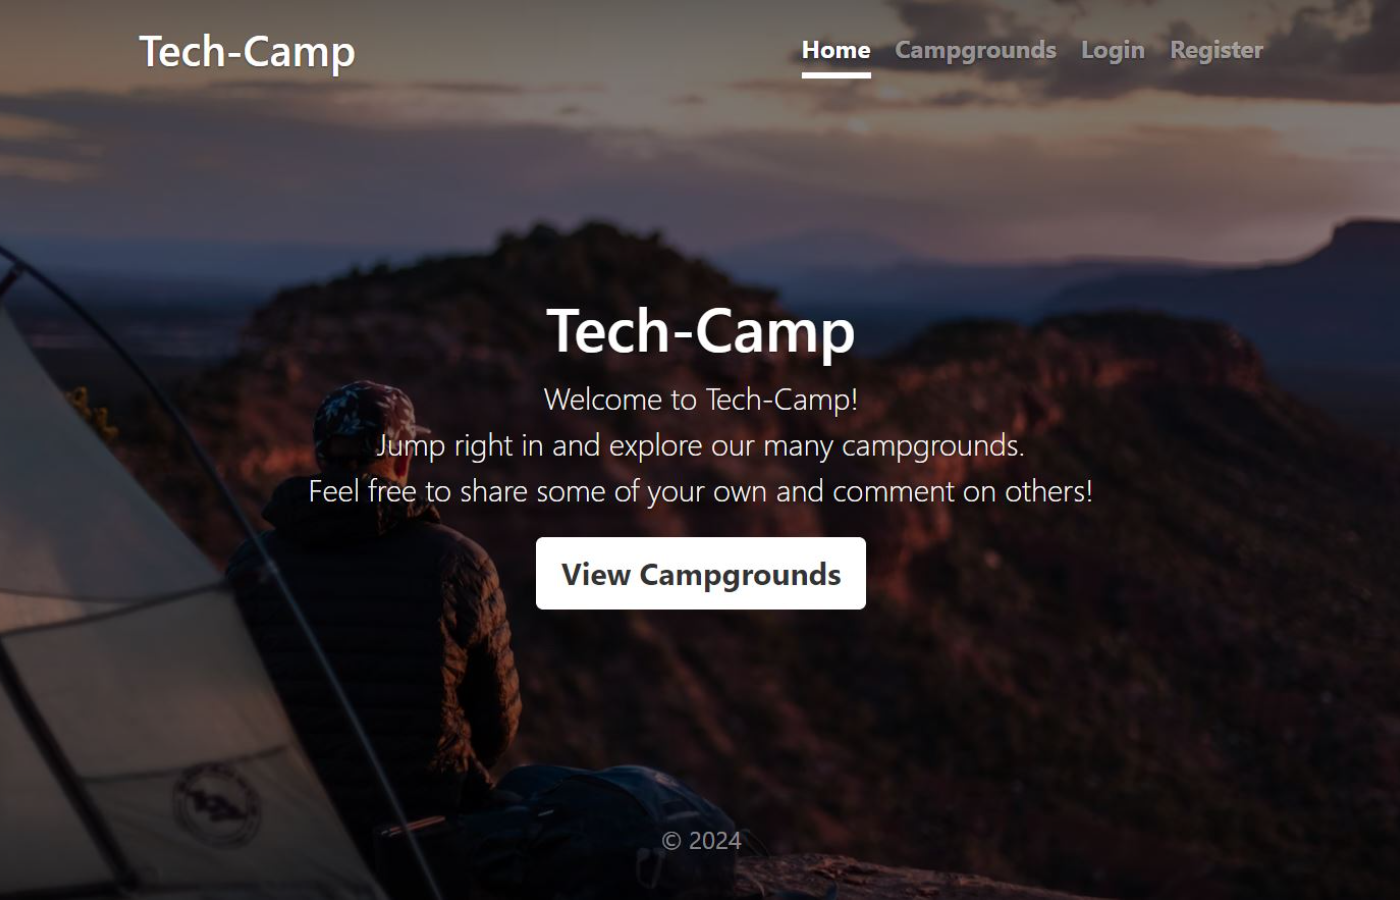 Tech-Camp
Home Campgrounds Login Register
Tech-Camp
Welcome to Tech-Camp!
Jump right in and explore our many campgrounds.
Feel free to share some of your own and comment on others!
View Campgrounds
© 2024